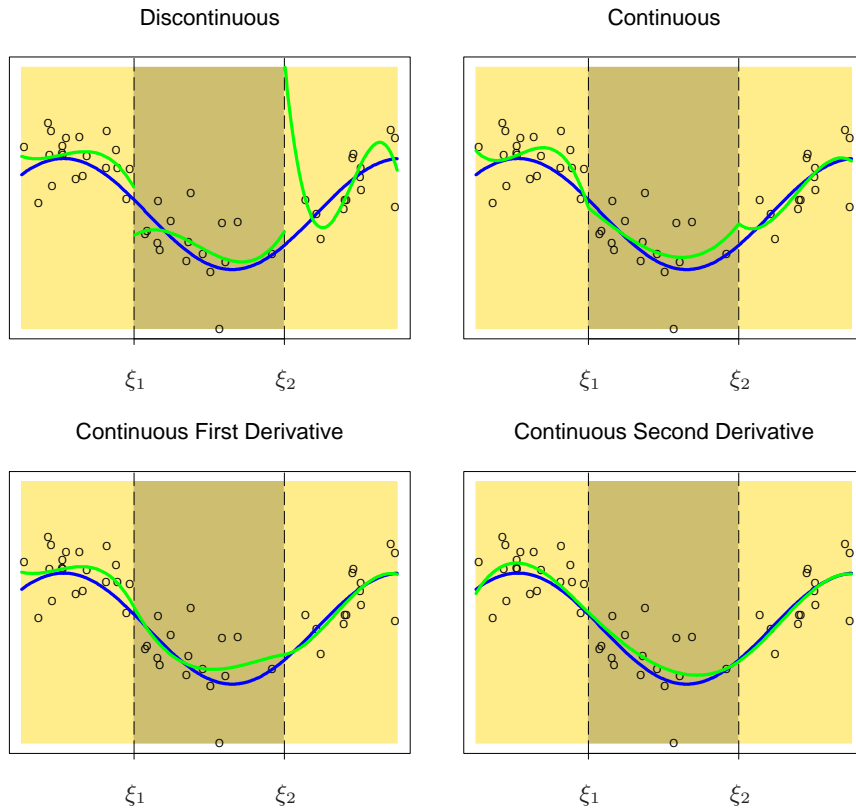 Discontinuous
Continuous
ξ₁ ξ₂
ξ₁ ξ₂
Continuous First Derivative
Continuous Second Derivative
ξ₁ ξ₂
ξ₁ ξ₂